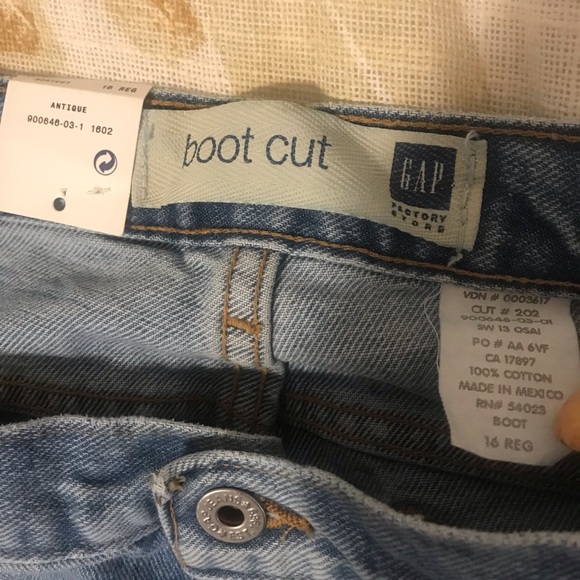 16 REG
ANTIQUE
900646-03-1 1602
boot cut
GAP
FACTORY
STORE
VDN # 0003617
CUT # 202
900646-03-01
SW 13 OSAI
PO # AA 6VF
CA 17897
100% COTTON
MADE IN MEXICO
RN# 54023
BOOT
16 REG